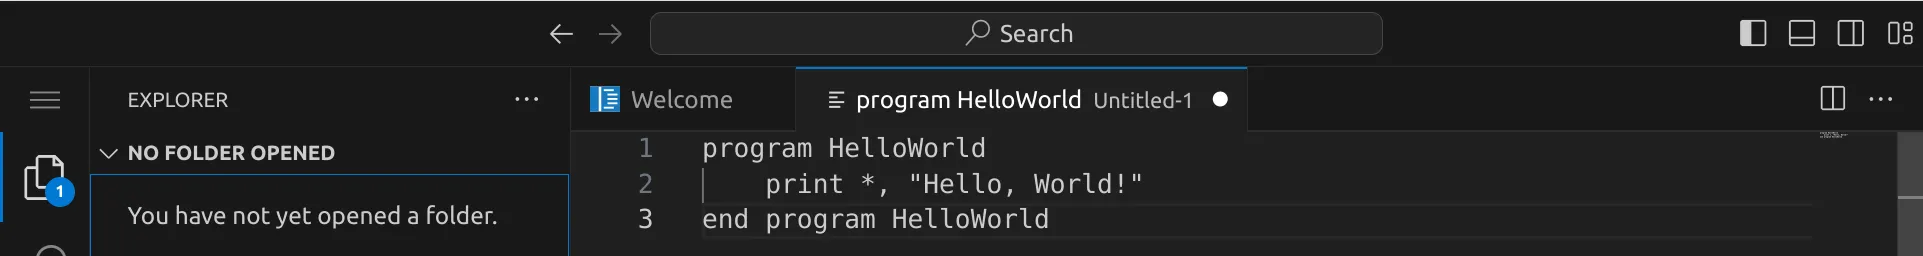 Search
EXPLORER
NO FOLDER OPENED
1
You have not yet opened a folder.
Welcome
program HelloWorld Untitled-1
1 program HelloWorld
2     print *, "Hello, World!"
3 end program HelloWorld